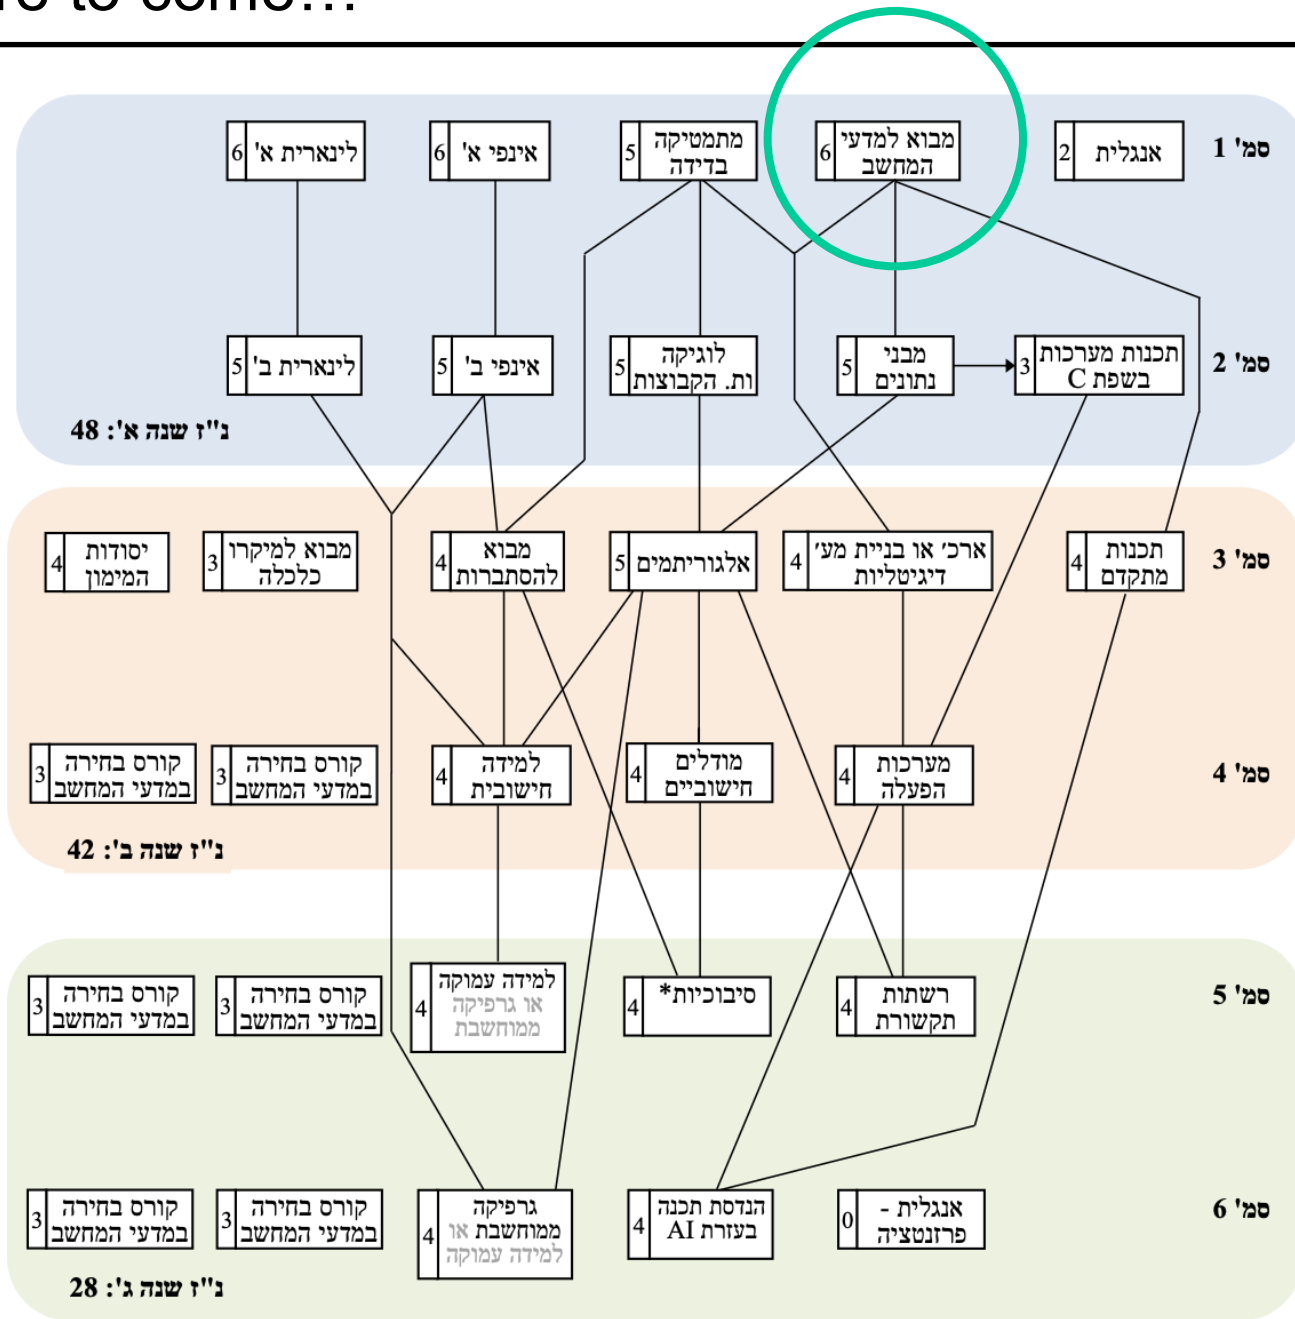 re to come...
סמ' 1
אנגלית
2
מבוא למדעי
המחשב
6
מתמטיקה
בדידה
5
אינפי א'
6
לינארית א'
6
סמ' 2
תכנות מערכות
בשפת C
3
מבני
נתונים
5
לוגיקה
ות. הקבוצות
5
אינפי ב'
5
לינארית ב'
5
נ"ז שנה א': 48
סמ' 3
תכנות
מתקדם
4
ארכ׳ או בניית מע׳
דיגיטליות
4
אלגוריתמים
5
מבוא
להסתברות
4
מבוא למיקרו
כלכלה
3
יסודות
המימון
4
סמ' 4
מערכות
הפעלה
4
מודלים
חישוביים
4
למידה
חישובית
4
קורס בחירה
במדעי המחשב
3
קורס בחירה
במדעי המחשב
3
נ"ז שנה ב': 42
סמ' 5
רשתות
תקשורת
4
סיבוכיות*
4
למידה עמוקה
או גרפיקה
ממוחשבת
4
קורס בחירה
במדעי המחשב
3
קורס בחירה
במדעי המחשב
3
סמ' 6
אנגלית -
פרזנטציה
0
הנדסת תכנה
בעזרת AI
4
גרפיקה
ממוחשבת או
למידה עמוקה
4
קורס בחירה
במדעי המחשב
3
קורס בחירה
במדעי המחשב
3
נ"ז שנה ג': 28